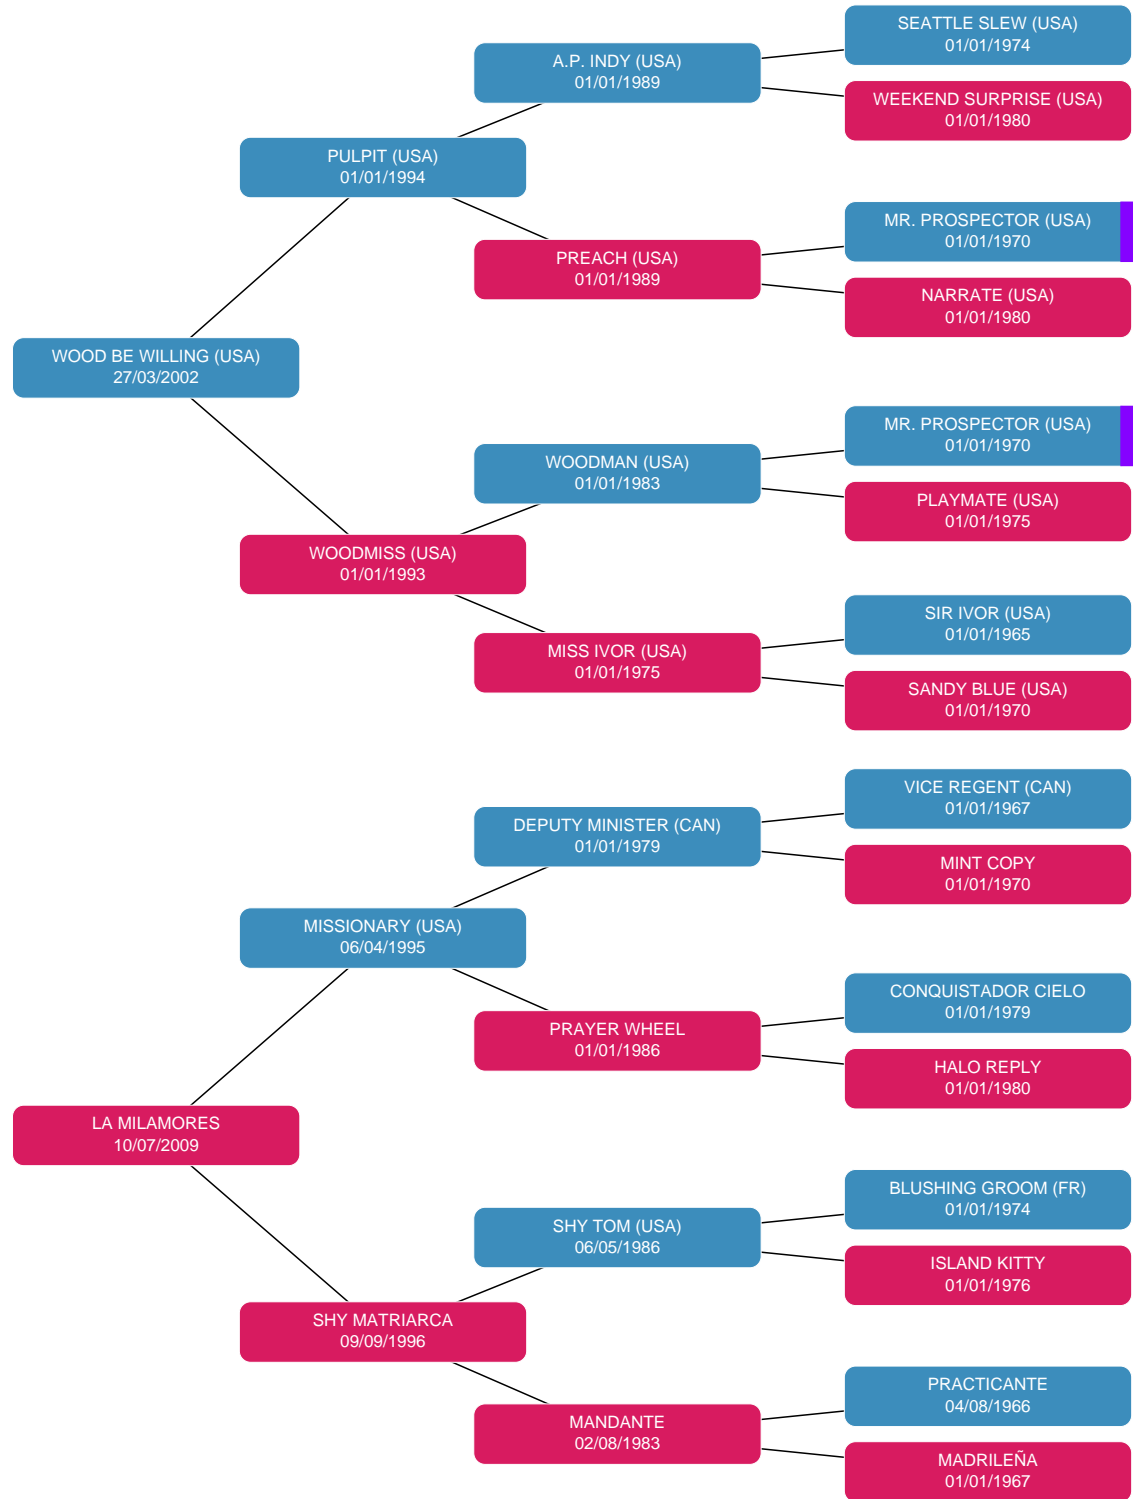 SEATTLE SLEW (USA)
01/01/1974
A.P. INDY (USA)
01/01/1989
WEEKEND SURPRISE (USA)
01/01/1980
PULPIT (USA)
01/01/1994
MR. PROSPECTOR (USA)
01/01/1970
PREACH (USA)
01/01/1989
NARRATE (USA)
01/01/1980
WOOD BE WILLING (USA)
27/03/2002
MR. PROSPECTOR (USA)
01/01/1970
WOODMAN (USA)
01/01/1983
PLAYMATE (USA)
01/01/1975
WOODMISS (USA)
01/01/1993
SIR IVOR (USA)
01/01/1965
MISS IVOR (USA)
01/01/1975
SANDY BLUE (USA)
01/01/1970
VICE REGENT (CAN)
01/01/1967
DEPUTY MINISTER (CAN)
01/01/1979
MINT COPY
01/01/1970
MISSIONARY (USA)
06/04/1995
CONQUISTADOR CIELO
01/01/1979
PRAYER WHEEL
01/01/1986
HALO REPLY
01/01/1980
LA MILAMORES
10/07/2009
BLUSHING GROOM (FR)
01/01/1974
SHY TOM (USA)
06/05/1986
ISLAND KITTY
01/01/1976
SHY MATRIARCA
09/09/1996
PRACTICANTE
04/08/1966
MANDANTE
02/08/1983
MADRILEÑA
01/01/1967